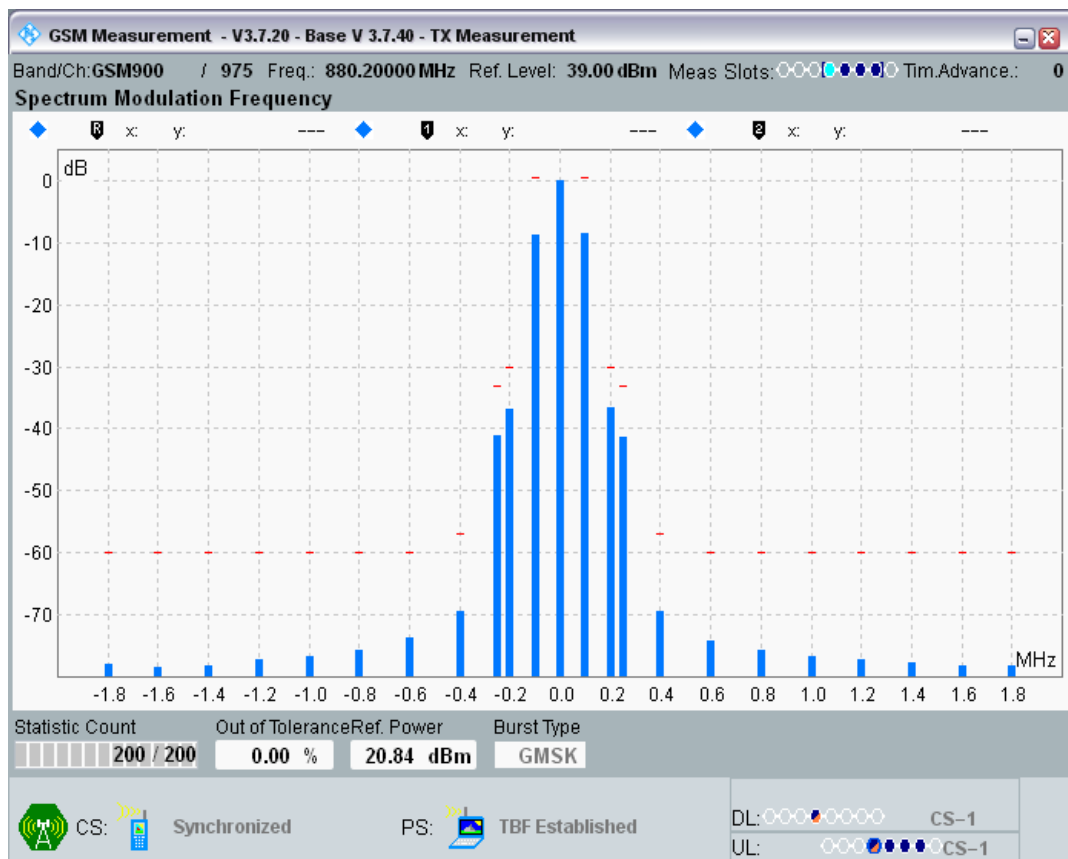 GSM Measurement - V3.7.20 - Base V 3.7.40 - TX Measurement
Band/Ch:GSM900 / 975 Freq.: 880.20000 MHz Ref. Level: 39.00 dBm Meas Slots: Tim.Advance.: 0
Spectrum Modulation Frequency
R x: y: --- 1 x: y: --- 2 x: y: ---
dB
0
-10
-20
-30
-40
-50
-60
-70
MHz
-1.8 -1.6 -1.4 -1.2 -1.0 -0.8 -0.6 -0.4 -0.2 0.0 0.2 0.4 0.6 0.8 1.0 1.2 1.4 1.6 1.8
Statistic Count Out of Tolerance Ref. Power Burst Type
200 / 200 0.00 % 20.84 dBm GMSK
CS: Synchronized PS: TBF Established
DL: CS-1
UL: CS-1